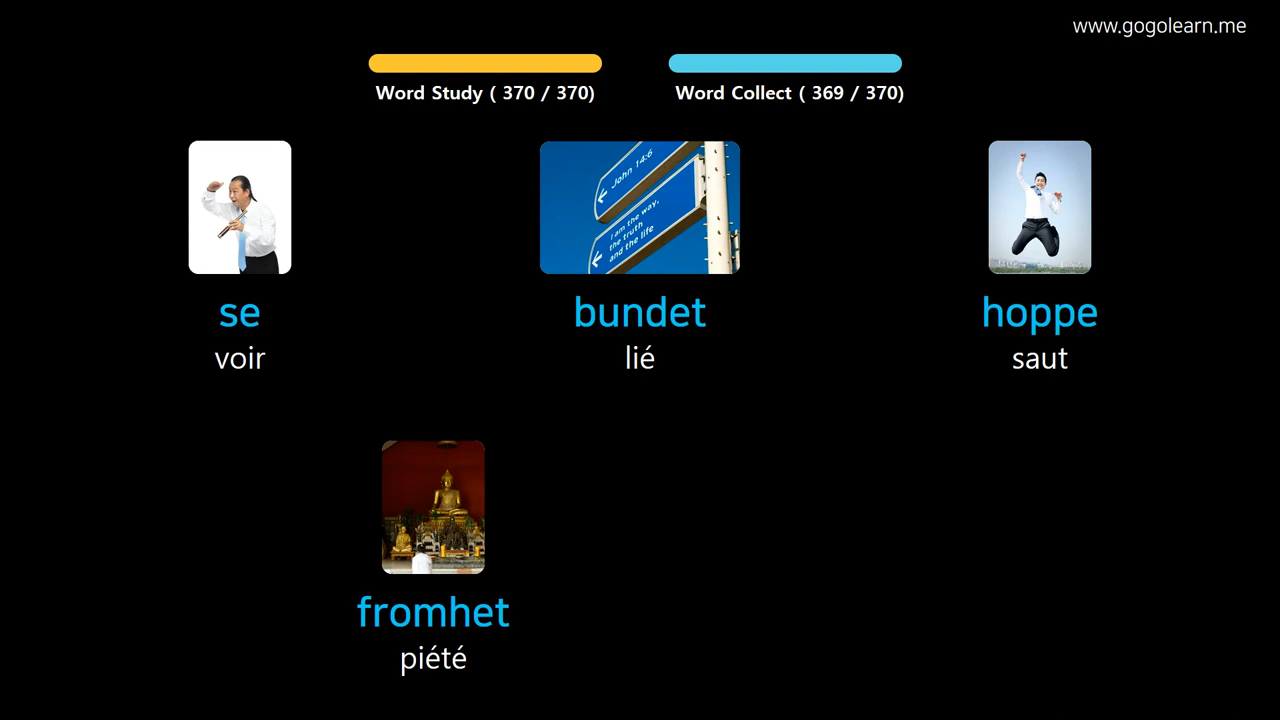 www.gogolearn.me
Word Study ( 370 / 370)
Word Collect ( 369 / 370)
John 14:6
I am the way,
the truth
and the life
se
bundet
hoppe
voir
lié
saut
fromhet
piété